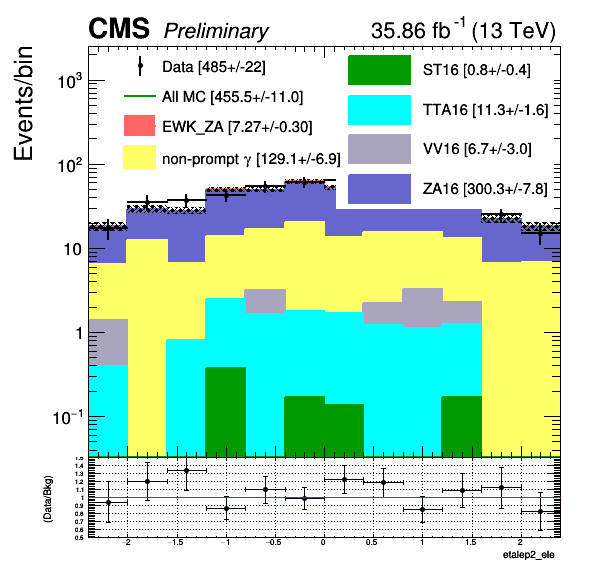 CMS Preliminary 35.86 fb⁻¹ (13 TeV)
Events/bin
Data [485+/-22]
All MC [455.5+/-11.0]
EWK_ZA [7.27+/-0.30]
non-prompt γ [129.1+/-6.9]
ST16 [0.8+/-0.4]
TTA16 [11.3+/-1.6]
VV16 [6.7+/-3.0]
ZA16 [300.3+/-7.8]
10³
10²
10
1
10⁻¹
(Data/Bkg)
1.5
1.4
1.3
1.2
1.1
1
0.9
0.8
0.7
0.6
0.5
−2 −1.5 −1 −0.5 0 0.5 1 1.5 2
etalep2_ele